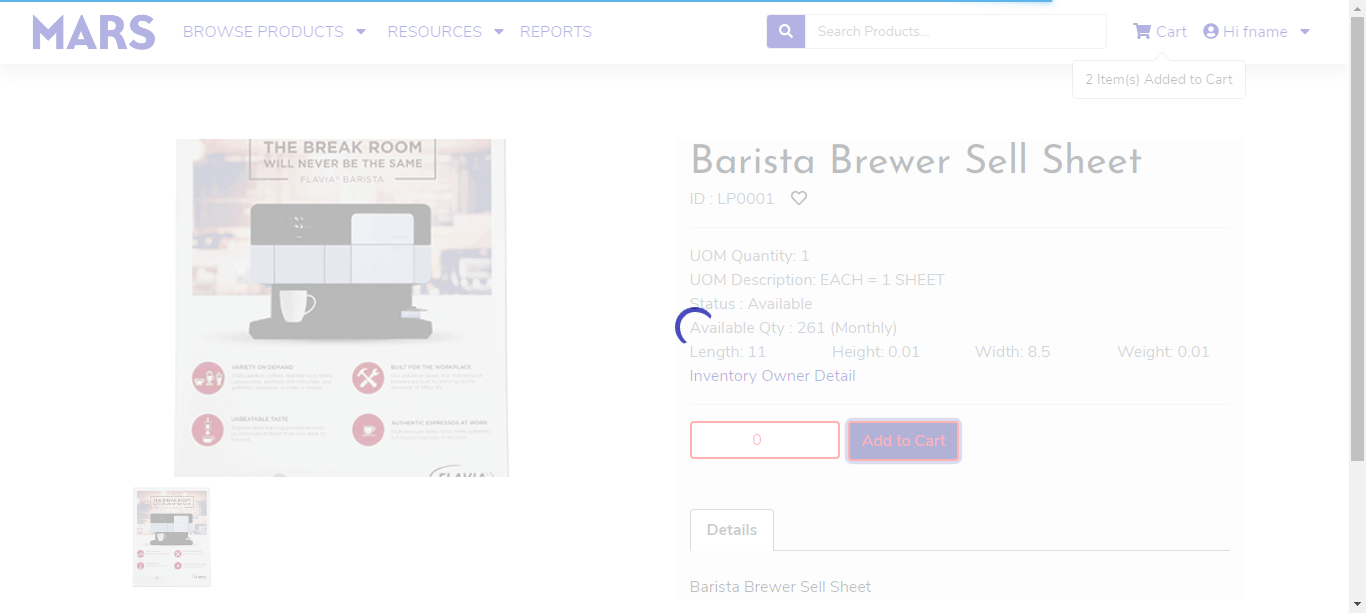 MARS
BROWSE PRODUCTS
RESOURCES
REPORTS
Search Products...
Cart
Hi fname
2 Item(s) Added to Cart
THE BREAK ROOM
WILL NEVER BE THE SAME
FLAVIA® BARISTA
VARIETY ON DEMAND
BUILT FOR THE WORKPLACE
UNBEATABLE TASTE
AUTHENTIC ESPRESSOS AT WORK
FLAVIA
Barista Brewer Sell Sheet
ID : LP0001
UOM Quantity: 1
UOM Description: EACH = 1 SHEET
Status : Available
Available Qty : 261 (Monthly)
Length: 11 Height: 0.01 Width: 8.5 Weight: 0.01
Inventory Owner Detail
0
Add to Cart
Details
Barista Brewer Sell Sheet